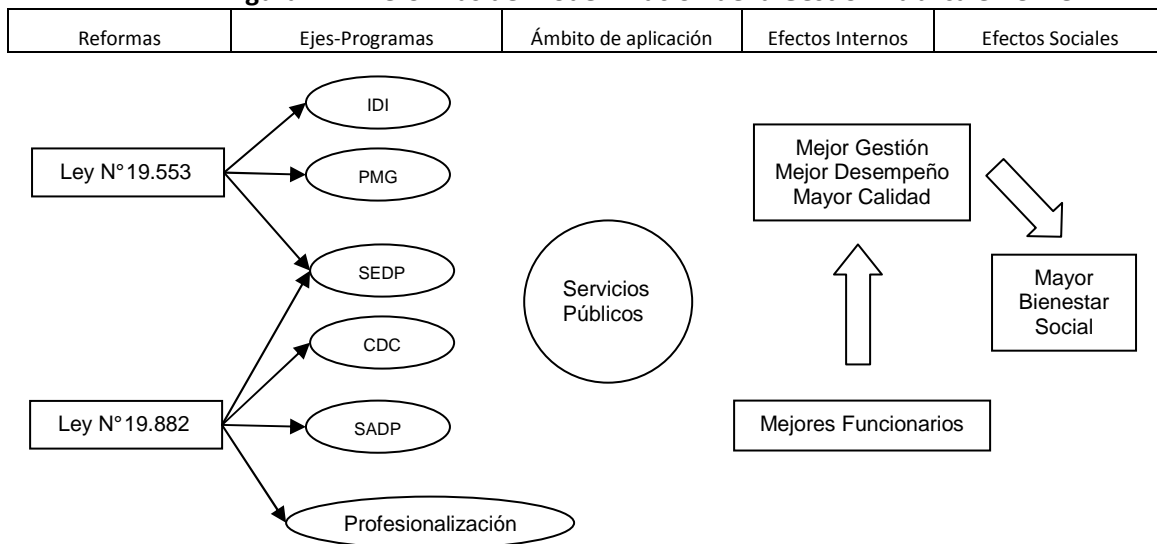 Reformas Ejes-Programas Ámbito de aplicación Efectos Internos Efectos Sociales
IDI
Ley N°19.553
PMG
SEDP
CDC
Ley N°19.882
SADP
Profesionalización
Servicios
Públicos
Mejor Gestión
Mejor Desempeño
Mayor Calidad
Mejores Funcionarios
Mayor
Bienestar
Social